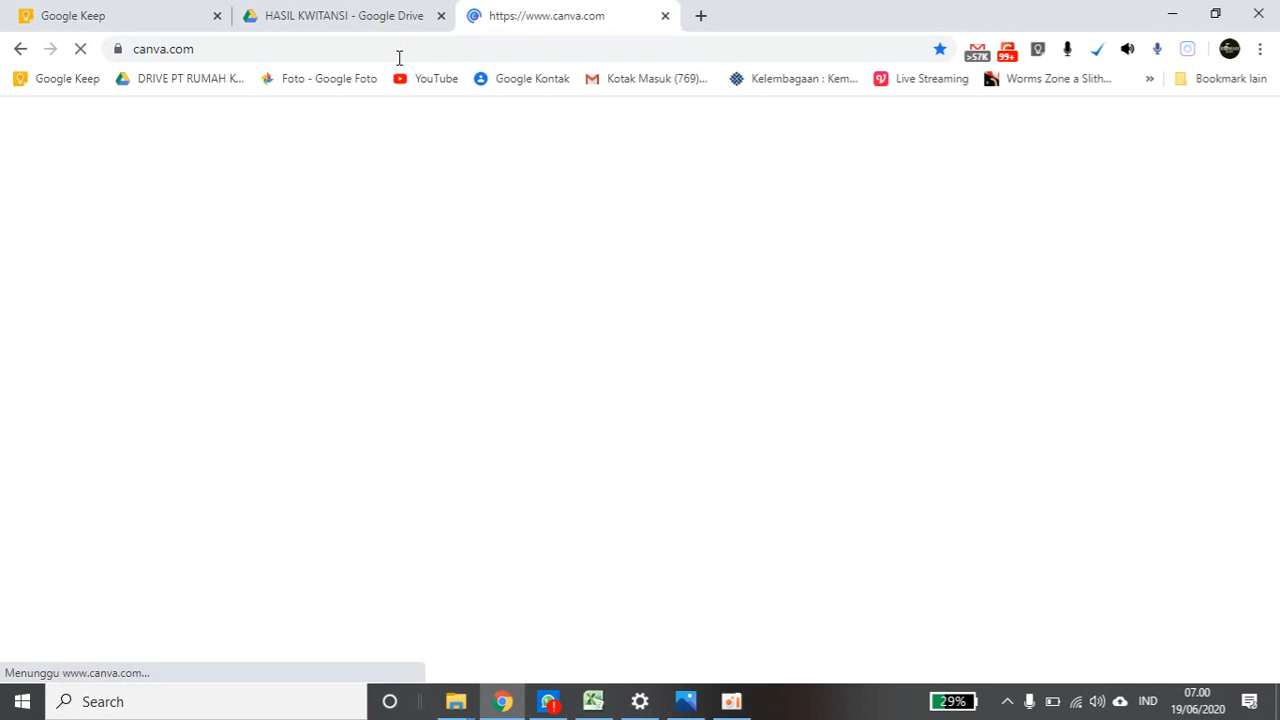 Google Keep
HASIL KWITANSI - Google Drive
https://www.canva.com
canva.com
>57K
99+
Google Keep
DRIVE PT RUMAH K...
Foto - Google Foto
YouTube
Google Kontak
Kotak Masuk (769)...
Kelembagaan : Kem...
Live Streaming
Worms Zone a Slith...
»
Bookmark lain
Menunggu www.canva.com...
Search
29%
IND
07.00
19/06/2020